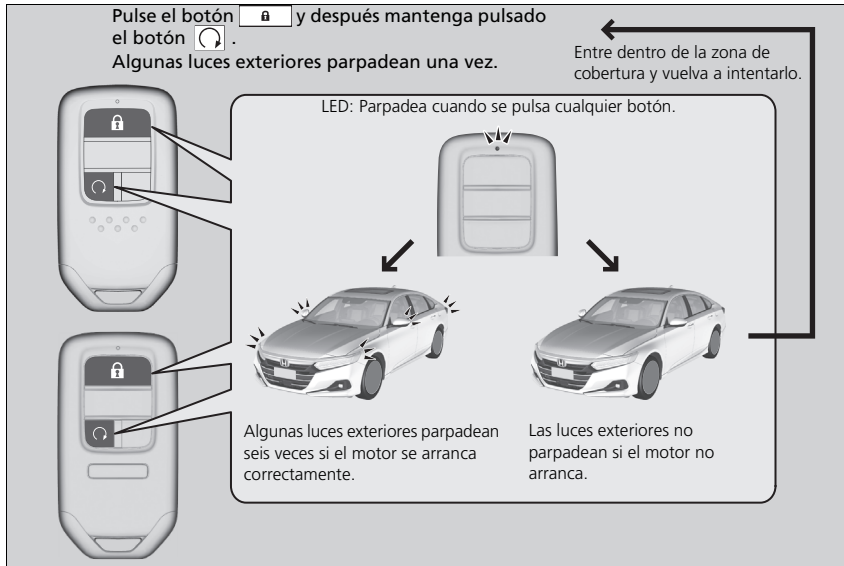 Pulse el botón y después mantenga pulsado
el botón .
Algunas luces exteriores parpadean una vez.
Entre dentro de la zona de
cobertura y vuelva a intentarlo.
LED: Parpadea cuando se pulsa cualquier botón.
Algunas luces exteriores parpadean
seis veces si el motor se arranca
correctamente.
Las luces exteriores no
parpadean si el motor no
arranca.